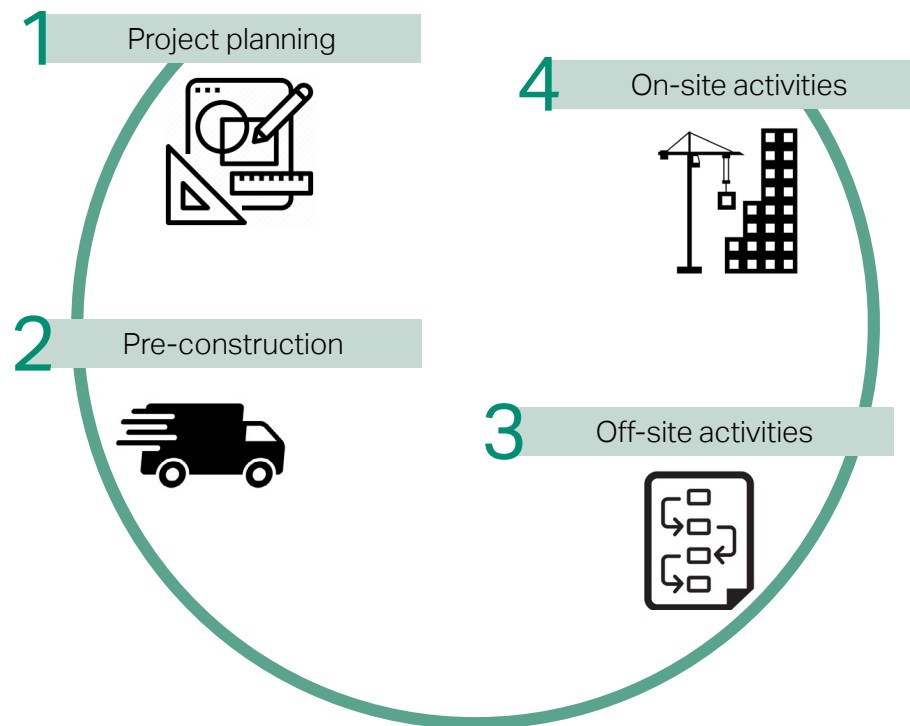 1 Project planning
2 Pre-construction
3 Off-site activities
4 On-site activities